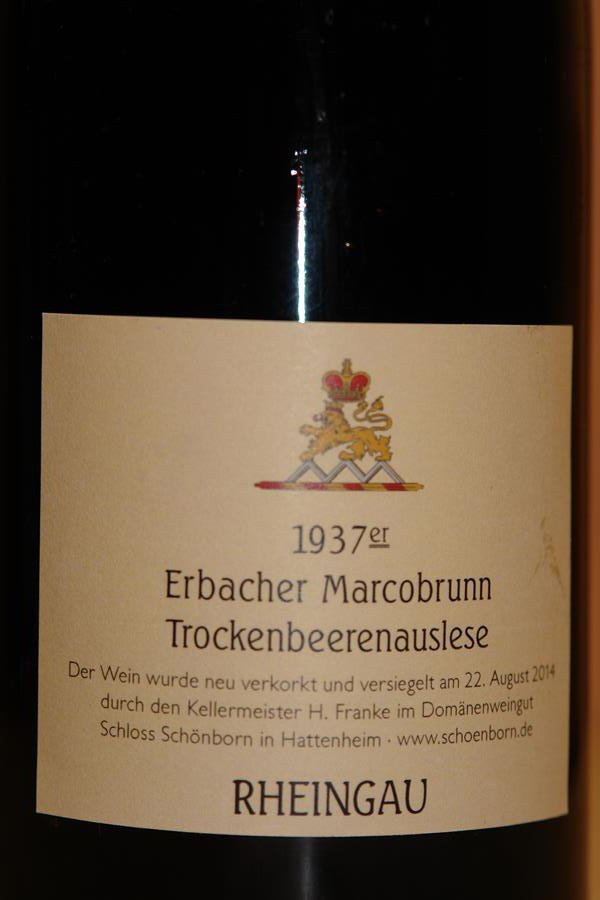 1937er
Erbacher Marcobrunn
Trockenbeerenauslese
Der Wein wurde neu verkorkt und versiegelt am 22. August 2014
durch den Kellermeister H. Franke im Domänenweingut
Schloss Schönborn in Hattenheim · www.schoenborn.de
RHEINGAU